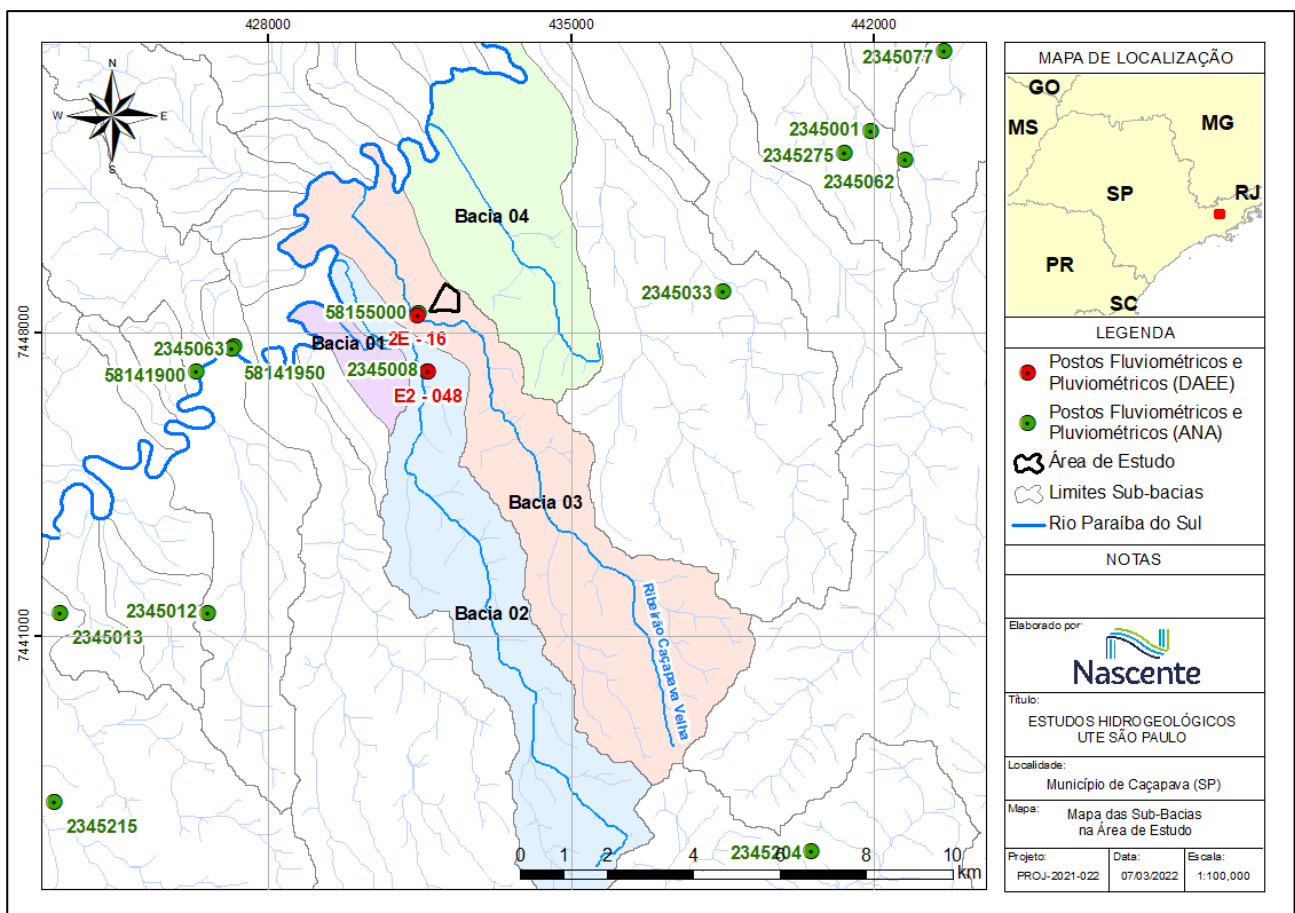 428000
435000
442000
7448000
7441000
N
W
E
S
2345077
2345001
2345275
2345062
Bacia 04
2345033
58155000
2E - 16
Bacia 01
2345063
58141900
58141950
2345008
E2 - 048
Bacia 03
Bacia 02
Ribeirão Caçapava Velha
2345012
2345013
2345215
2345204
0 1 2 4 6 8 10
km
MAPA DE LOCALIZAÇÃO
GO
MS
MG
SP
RJ
PR
SC
LEGENDA
Postos Fluviométricos e
Pluviométricos (DAEE)
Postos Fluviométricos e
Pluviométricos (ANA)
Área de Estudo
Limites Sub-bacias
Rio Paraíba do Sul
NOTAS
Elaborado por:
Nascente
Título:
ESTUDOS HIDROGEOLÓGICOS
UTE SÃO PAULO
Localidade:
Município de Caçapava (SP)
Mapa:
Mapa das Sub-Bacias
na Área de Estudo
Projeto:
PROJ-2021-022
Data:
07/03/2022
Escala:
1:100,000